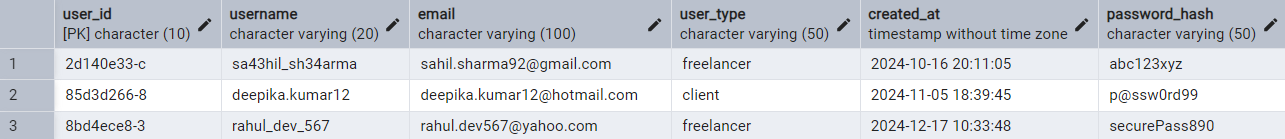 user_id username email user_type created_at password_hash
[PK] character (10) character varying (20) character varying (100) character varying (50) timestamp without time zone character varying (50)
1 2d140e33-c sa43hil_sh34arma sahil.sharma92@gmail.com freelancer 2024-10-16 20:11:05 abc123xyz
2 85d3d266-8 deepika.kumar12 deepika.kumar12@hotmail.com client 2024-11-05 18:39:45 p@ssw0rd99
3 8bd4ece8-3 rahul_dev_567 rahul.dev567@yahoo.com freelancer 2024-12-17 10:33:48 securePass890